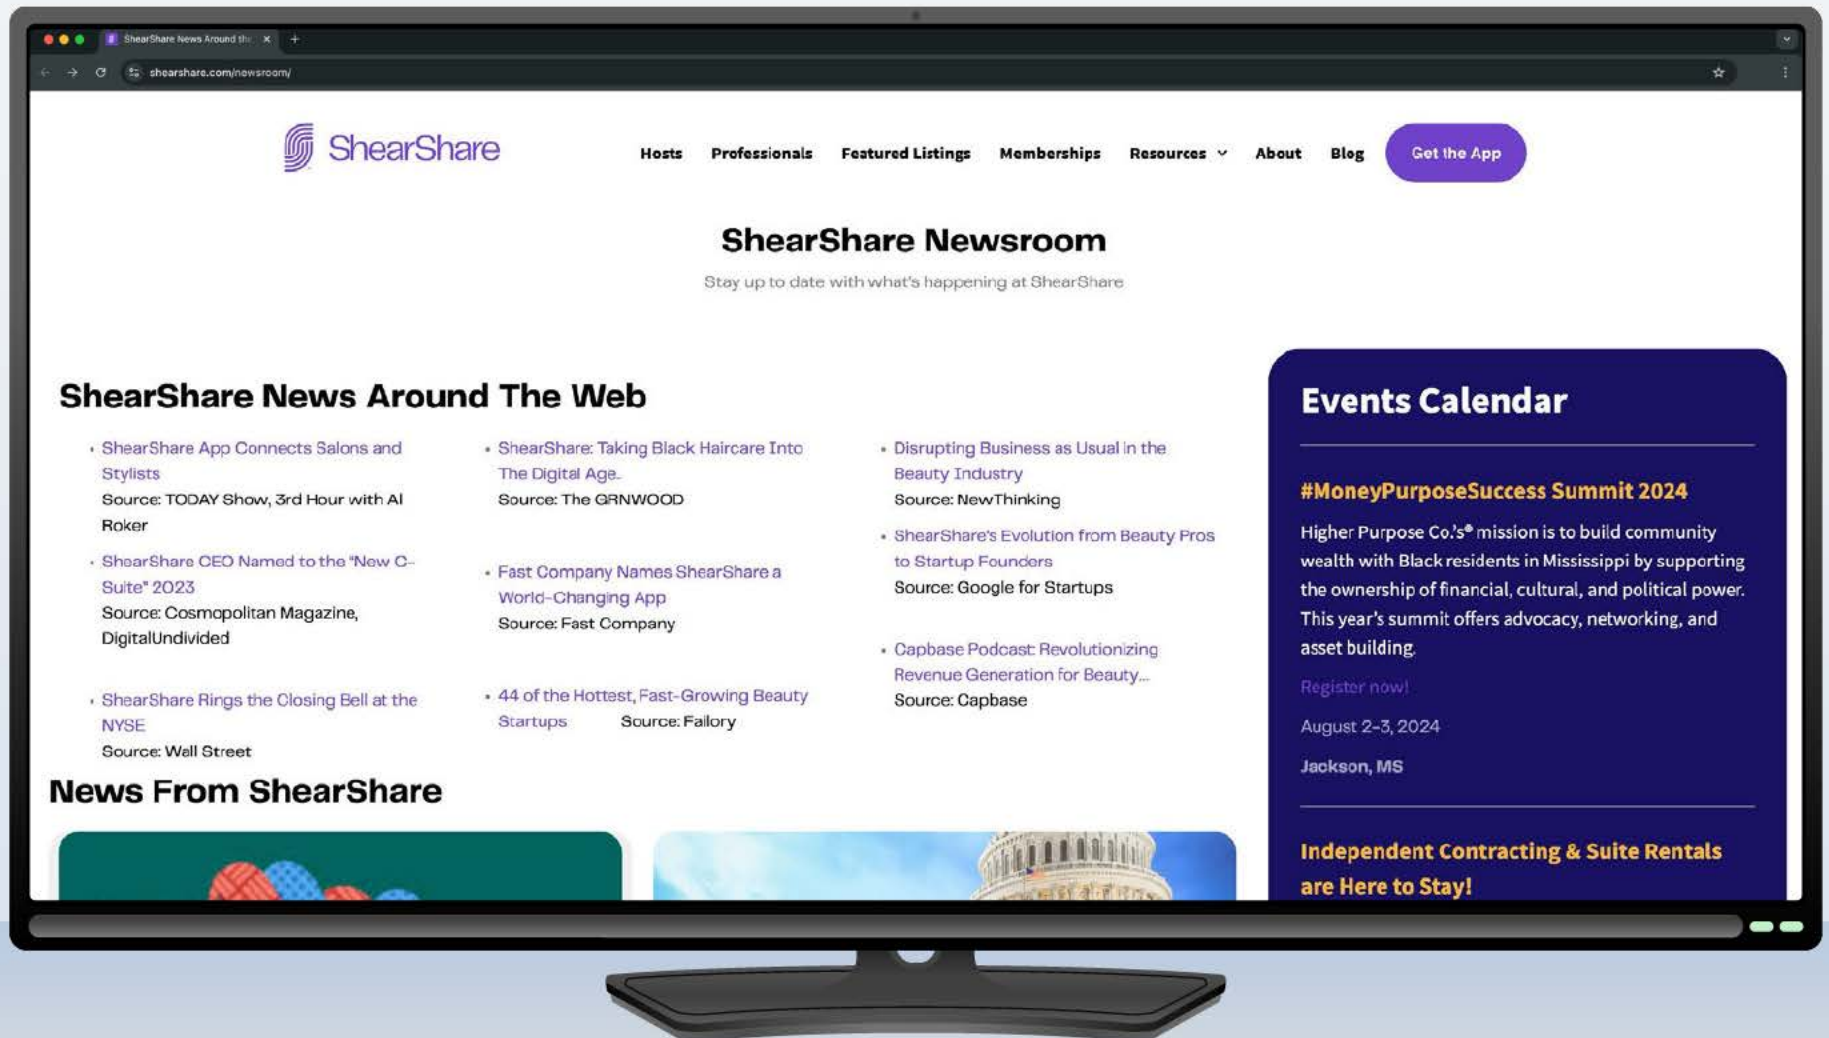 ShearShare News Around the
shearshare.com/newsroom/
ShearShare
Hosts Professionals Featured Listings Memberships Resources About Blog Get the App
ShearShare Newsroom
Stay up to date with what's happening at ShearShare
ShearShare News Around The Web
ShearShare App Connects Salons and
Stylists
Source: TODAY Show, 3rd Hour with Al
Roker
ShearShare CEO Named to the "New C-
Suite" 2023
Source: Cosmopolitan Magazine,
DigitalUndivided
ShearShare Rings the Closing Bell at the
NYSE
Source: Wall Street
ShearShare: Taking Black Haircare Into
The Digital Age.
Source: The GRNWOOD
Fast Company Names ShearShare a
World-Changing App
Source: Fast Company
44 of the Hottest, Fast-Growing Beauty
Startups Source: Failory
Disrupting Business as Usual in the
Beauty Industry
Source: NewThinking
ShearShare's Evolution from Beauty Pros
to Startup Founders
Source: Google for Startups
Capbase Podcast: Revolutionizing
Revenue Generation for Beauty...
Source: Capbase
News From ShearShare
Events Calendar
#MoneyPurposeSuccess Summit 2024
Higher Purpose Co.'s® mission is to build community
wealth with Black residents in Mississippi by supporting
the ownership of financial, cultural, and political power.
This year's summit offers advocacy, networking, and
asset building.
Register now!
August 2-3, 2024
Jackson, MS
Independent Contracting & Suite Rentals
are Here to Stay!